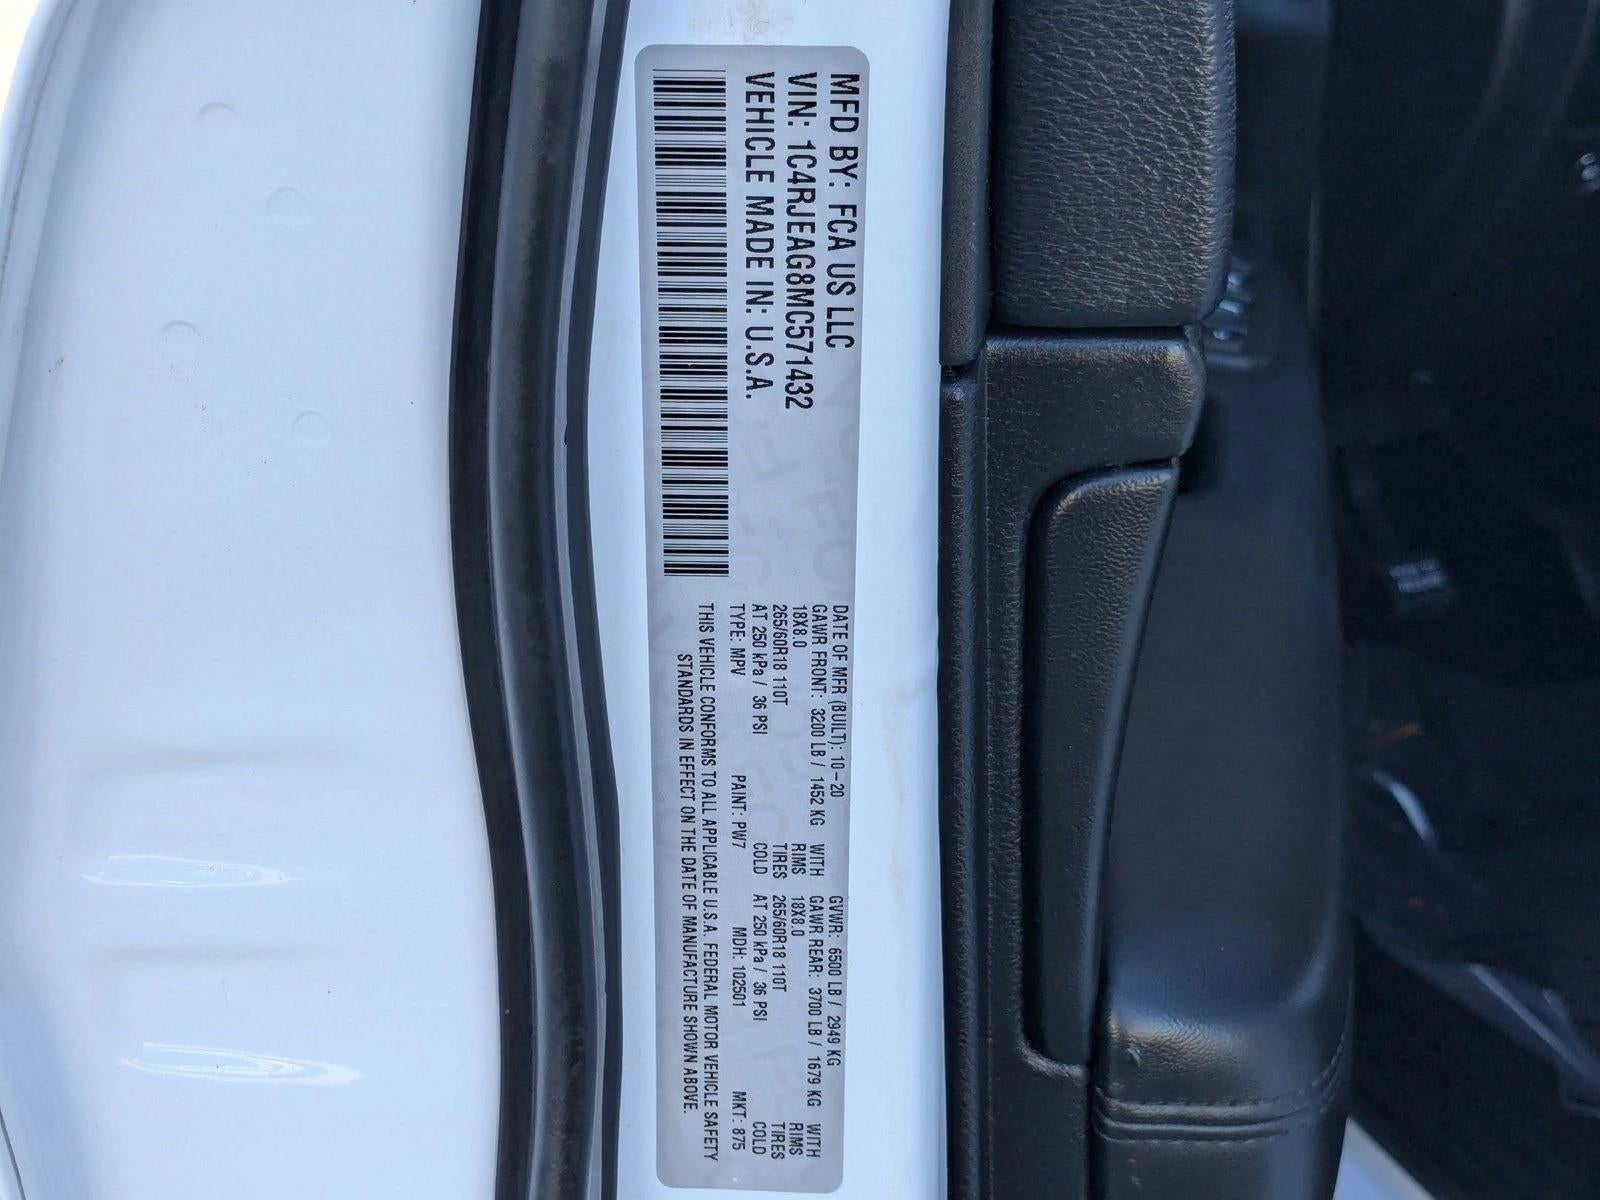 MFD BY: FCA US LLC
VIN: 1C4RJEAG8MC571432
VEHICLE MADE IN: U.S.A.
DATE OF MFR (BUILT): 10-20 GVWR: 6500 LB / 2949 KG
GAWR FRONT: 3200 LB / 1452 KG WITH GAWR REAR: 3700 LB / 1679 KG WITH
18X8.0 RIMS 18X8.0 RIMS
265/60R18 110T TIRES 265/60R18 110T TIRES
AT 250 kPa / 36 PSI COLD AT 250 kPa / 36 PSI COLD
TYPE: MPV PAINT: PW7 MDH: 102501 MKT: 875
THIS VEHICLE CONFORMS TO ALL APPLICABLE U.S.A. FEDERAL MOTOR VEHICLE SAFETY
STANDARDS IN EFFECT ON THE DATE OF MANUFACTURE SHOWN ABOVE.